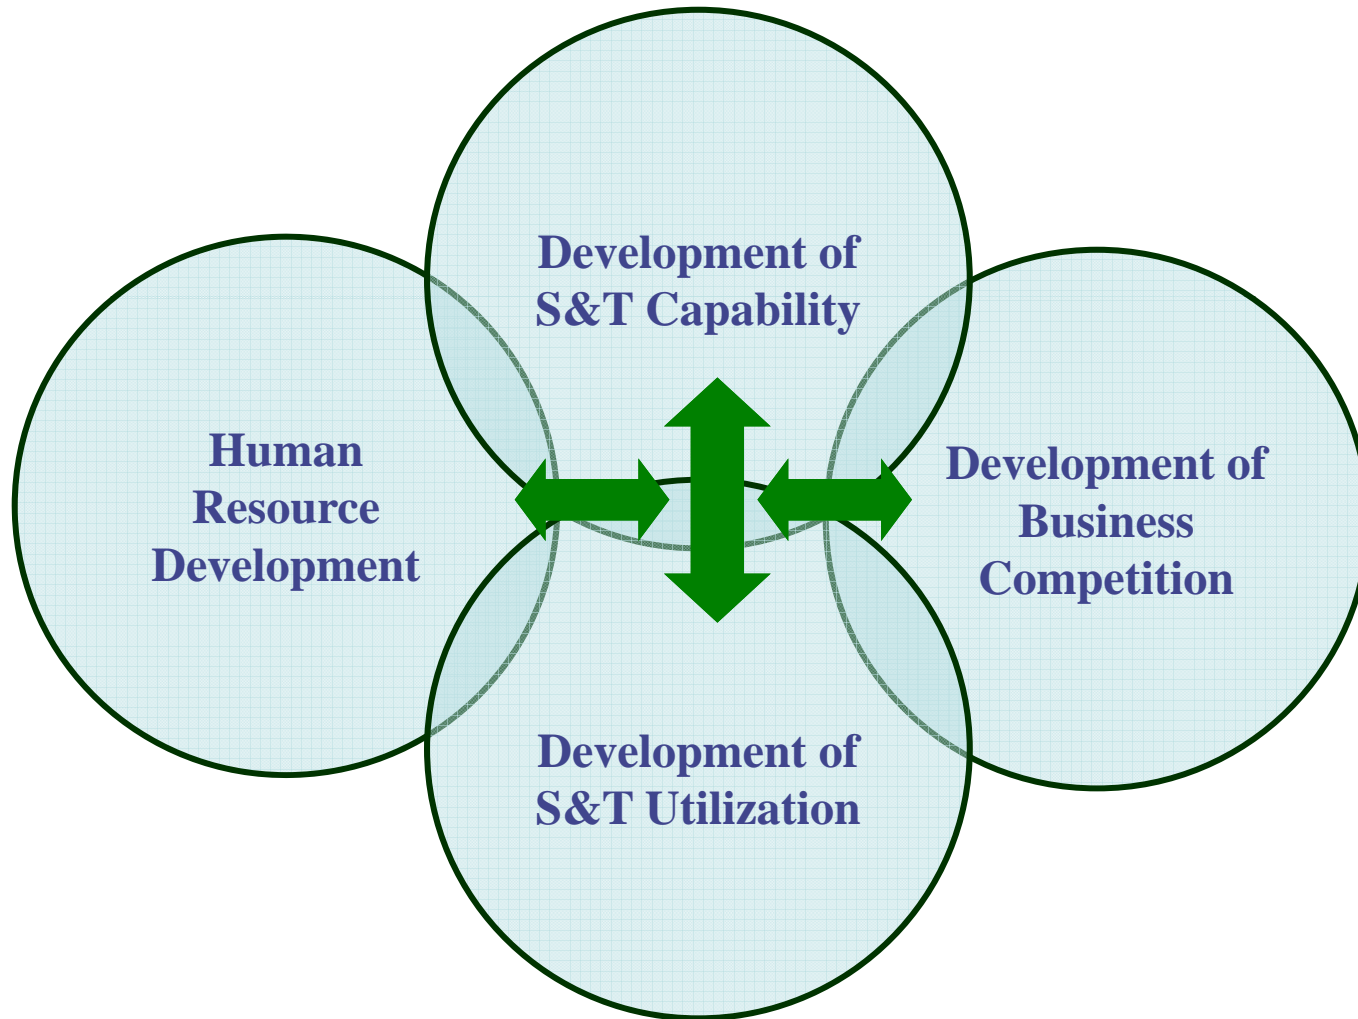 Development of
S&T Capability
Human
Resource
Development
Development of
Business
Competition
Development of
S&T Utilization